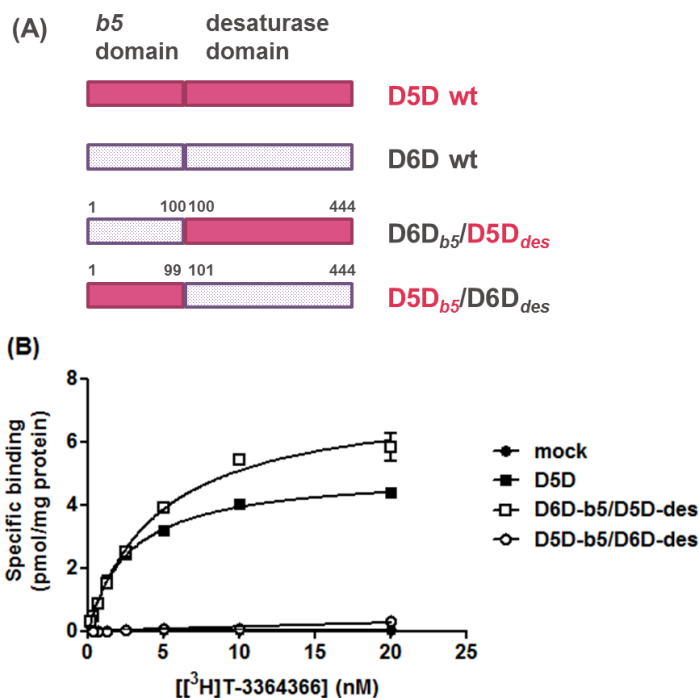 (A)
b5 domain
desaturase domain
D5D wt
D6D wt
1 100 100 444
D6Db5/D5Ddes
1 99 101 444
D5Db5/D6Ddes
(B)
Specific binding
(pmol/mg protein)
8
6
4
2
0
0 5 10 15 20 25
[[³H]T-3364366] (nM)
mock
D5D
D6D-b5/D5D-des
D5D-b5/D6D-des